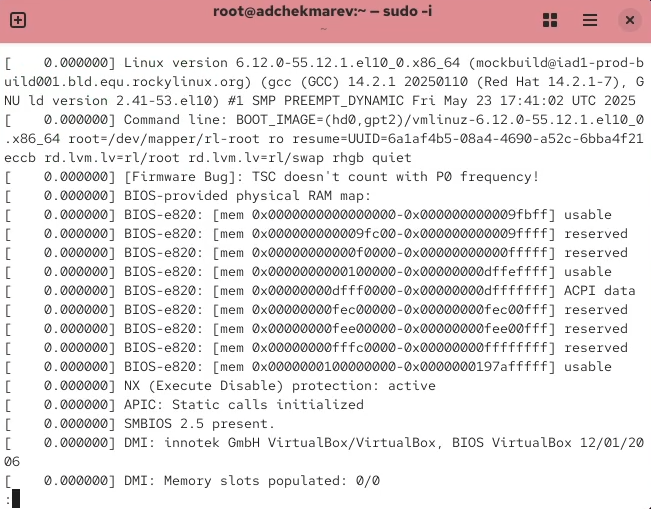 root@adchekmarev:~ — sudo -i
~
[    0.000000] Linux version 6.12.0-55.12.1.el10_0.x86_64 (mockbuild@iad1-prod-b
uild001.bld.equ.rockylinux.org) (gcc (GCC) 14.2.1 20250110 (Red Hat 14.2.1-7), G
NU ld version 2.41-53.el10) #1 SMP PREEMPT_DYNAMIC Fri May 23 17:41:02 UTC 2025
[    0.000000] Command line: BOOT_IMAGE=(hd0,gpt2)/vmlinuz-6.12.0-55.12.1.el10_0
.x86_64 root=/dev/mapper/rl-root ro resume=UUID=6a1af4b5-08a4-4690-a52c-6bba4f21
eccb rd.lvm.lv=rl/root rd.lvm.lv=rl/swap rhgb quiet
[    0.000000] [Firmware Bug]: TSC doesn't count with P0 frequency!
[    0.000000] BIOS-provided physical RAM map:
[    0.000000] BIOS-e820: [mem 0x0000000000000000-0x000000000009fbff] usable
[    0.000000] BIOS-e820: [mem 0x000000000009fc00-0x000000000009ffff] reserved
[    0.000000] BIOS-e820: [mem 0x00000000000f0000-0x00000000000fffff] reserved
[    0.000000] BIOS-e820: [mem 0x0000000000100000-0x00000000dffeffff] usable
[    0.000000] BIOS-e820: [mem 0x00000000dfff0000-0x00000000dfffffff] ACPI data
[    0.000000] BIOS-e820: [mem 0x00000000fec00000-0x00000000fec00fff] reserved
[    0.000000] BIOS-e820: [mem 0x00000000fee00000-0x00000000fee00fff] reserved
[    0.000000] BIOS-e820: [mem 0x00000000fffc0000-0x00000000ffffffff] reserved
[    0.000000] BIOS-e820: [mem 0x0000000100000000-0x0000000197afffff] usable
[    0.000000] NX (Execute Disable) protection: active
[    0.000000] APIC: Static calls initialized
[    0.000000] SMBIOS 2.5 present.
[    0.000000] DMI: innotek GmbH VirtualBox/VirtualBox, BIOS VirtualBox 12/01/20
06
[    0.000000] DMI: Memory slots populated: 0/0
: